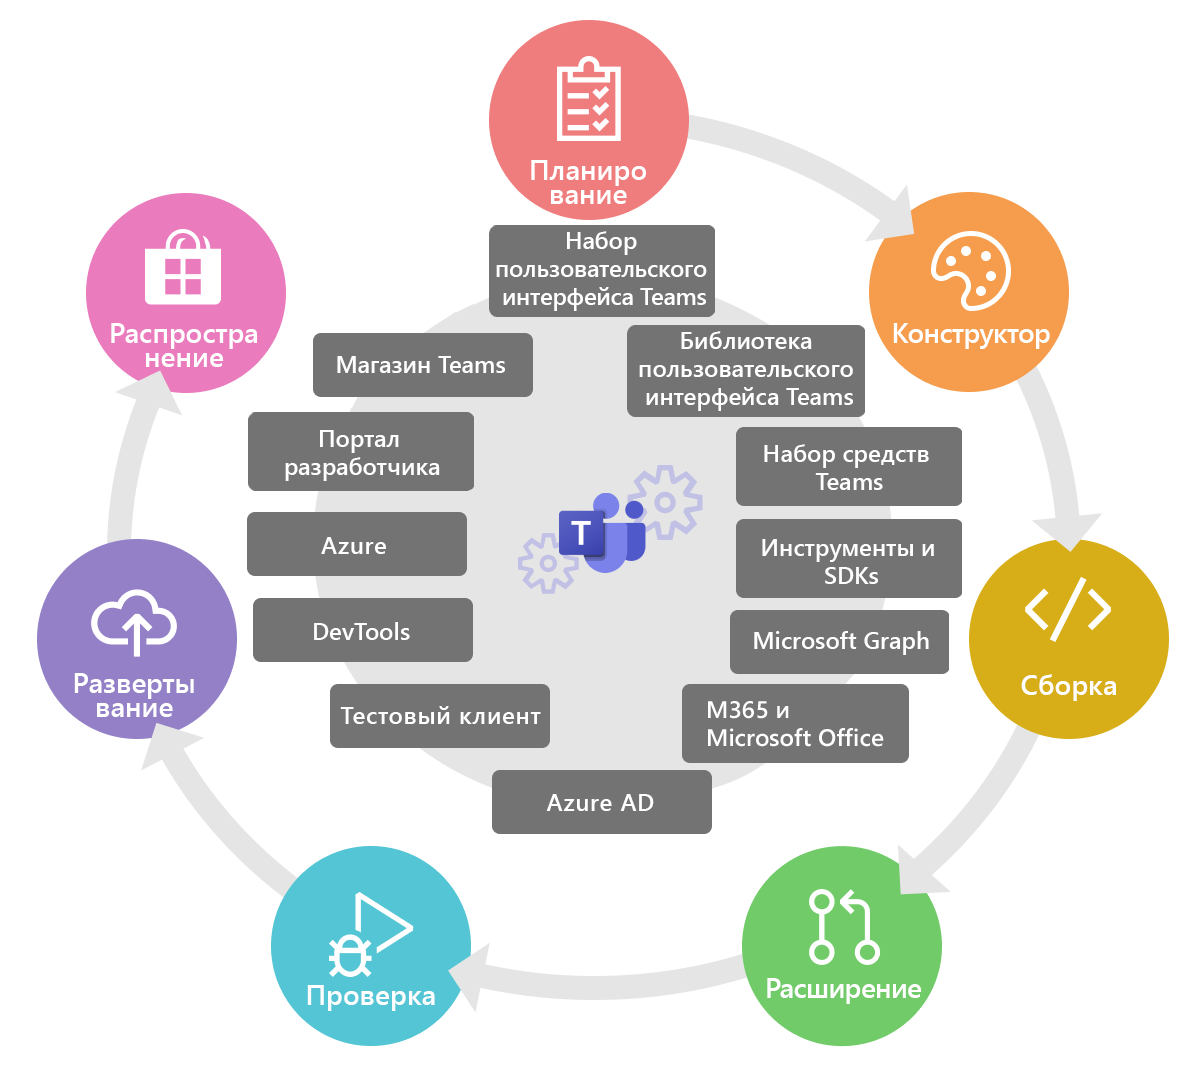 Планиро
вание
Конструктор
Сборка
Расширение
Проверка
Разверты
вание
Распростра
нение
Набор
пользовательского
интерфейса Teams
Библиотека
пользовательского
интерфейса Teams
Набор средств
Teams
Инструменты и
SDKs
Microsoft Graph
M365 и
Microsoft Office
Azure AD
Тестовый клиент
DevTools
Azure
Портал
разработчика
Магазин Teams
T